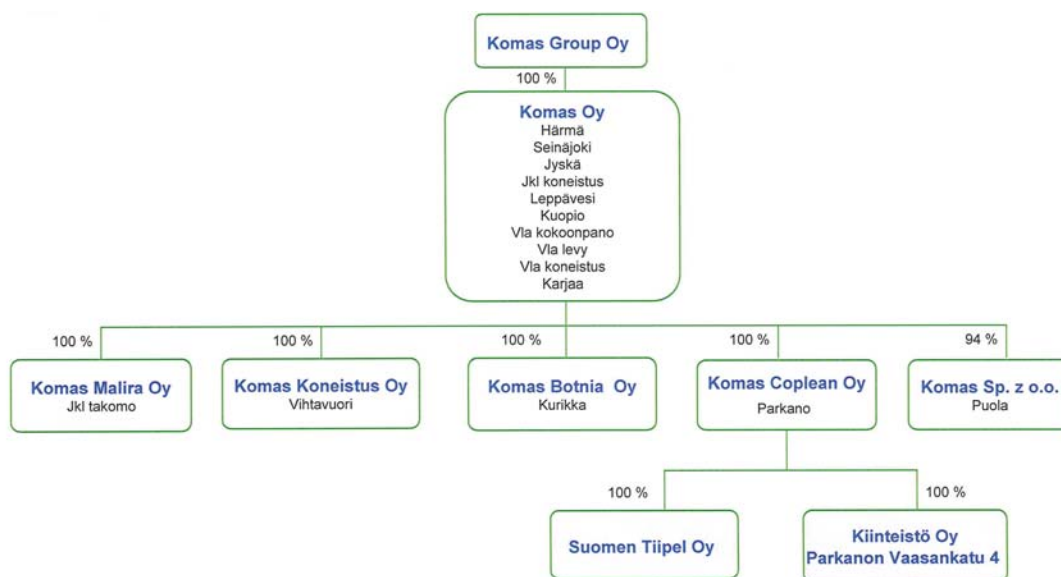 Komas Group Oy
100 %
Komas Oy
Härmä
Seinäjoki
Jyskä
Jkl koneistus
Leppävesi
Kuopio
Vla kokoonpano
Vla levy
Vla koneistus
Karjaa
100 %
Komas Malira Oy
Jkl takomo
100 %
Komas Koneistus Oy
Vihtavuori
100 %
Komas Botnia Oy
Kurikka
100 %
Komas Coplean Oy
Parkano
94 %
Komas Sp. z o.o.
Puola
100 %
Suomen Tiipel Oy
100 %
Kiinteistö Oy
Parkanon Vaasankatu 4